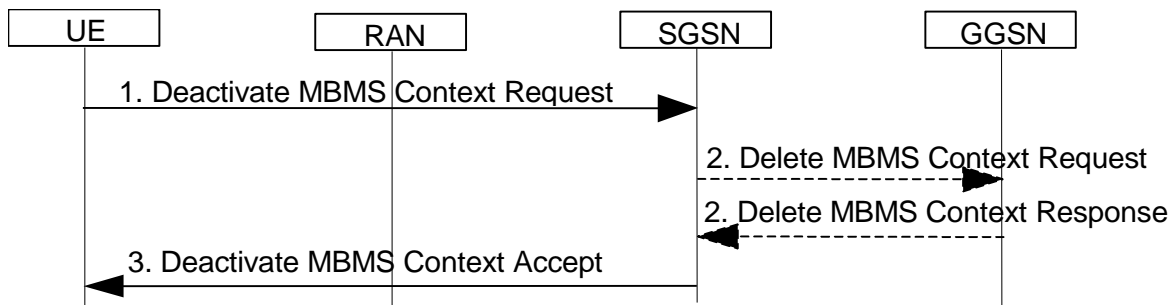 UE
RAN
SGSN
GGSN
1. Deactivate MBMS Context Request
2. Delete MBMS Context Request
2. Delete MBMS Context Response
3. Deactivate MBMS Context Accept